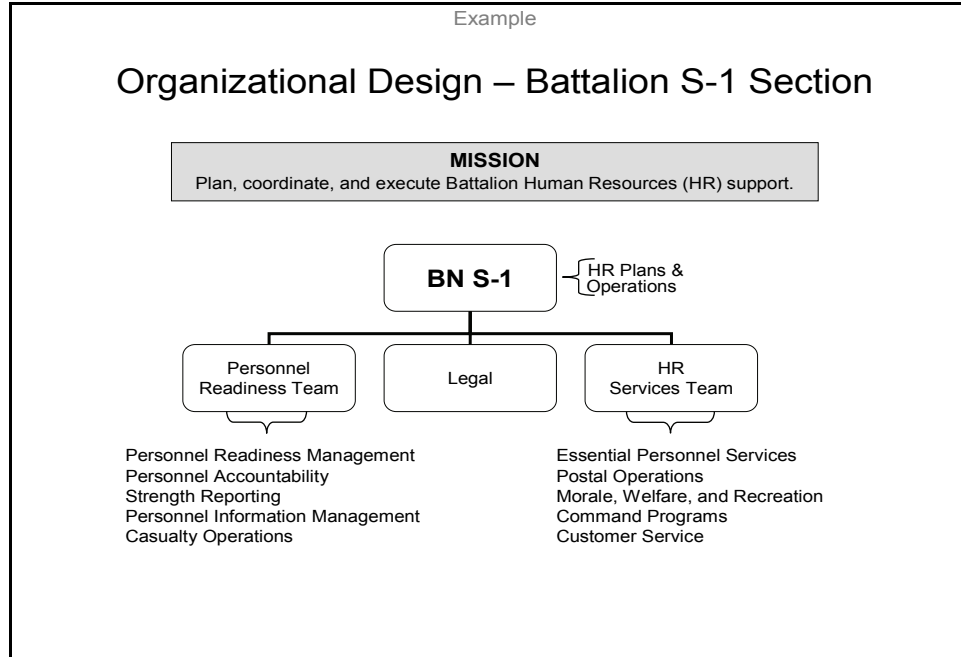 Example
Organizational Design – Battalion S-1 Section
MISSION
Plan, coordinate, and execute Battalion Human Resources (HR) support.
BN S-1
HR Plans &
Operations
Personnel
Readiness Team
Legal
HR
Services Team
Personnel Readiness Management
Personnel Accountability
Strength Reporting
Personnel Information Management
Casualty Operations
Essential Personnel Services
Postal Operations
Morale, Welfare, and Recreation
Command Programs
Customer Service